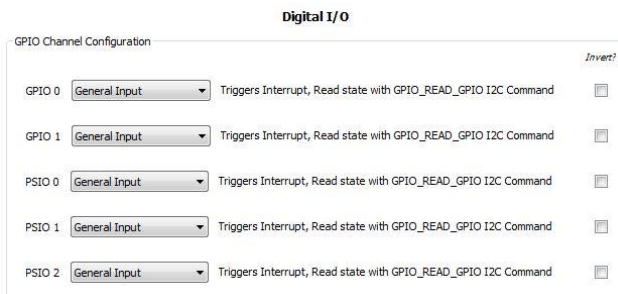 Digital I/O
GPIO Channel Configuration
Invert?
GPIO 0 General Input Triggers Interrupt, Read state with GPIO_READ_GPIO I2C Command
GPIO 1 General Input Triggers Interrupt, Read state with GPIO_READ_GPIO I2C Command
PSIO 0 General Input Triggers Interrupt, Read state with GPIO_READ_GPIO I2C Command
PSIO 1 General Input Triggers Interrupt, Read state with GPIO_READ_GPIO I2C Command
PSIO 2 General Input Triggers Interrupt, Read state with GPIO_READ_GPIO I2C Command